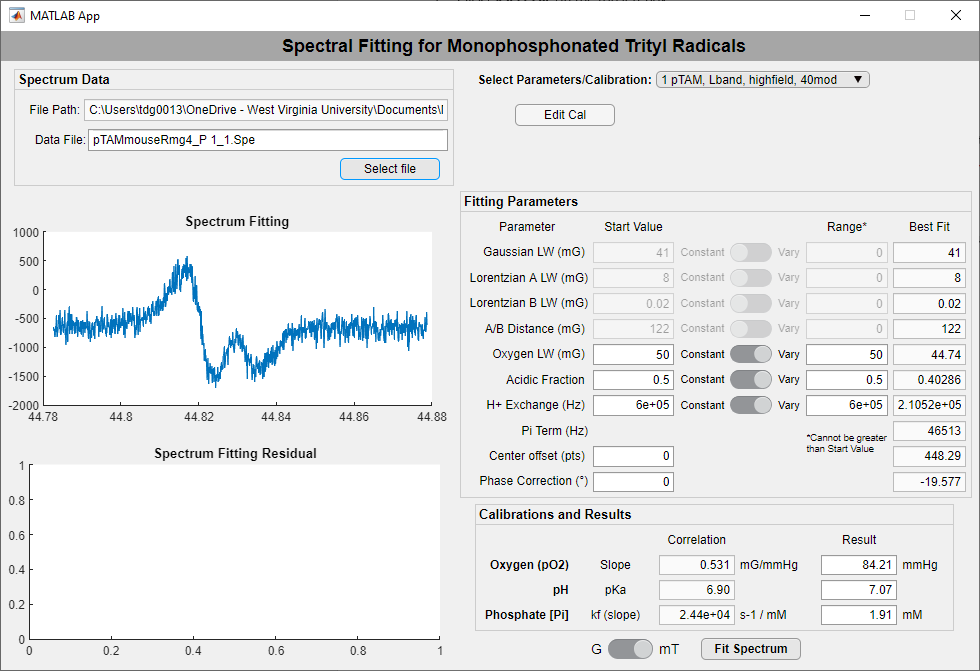 MATLAB App
Spectral Fitting for Monophosphonated Trityl Radicals
Spectrum Data
File Path: C:\Users\tdg0013\OneDrive - West Virginia University\Documents\
Data File: pTAMmouseRmg4_P 1_1.Spe
Select file
Select Parameters/Calibration: 1 pTAM, Lband, highfield, 40mod
Edit Cal
Spectrum Fitting
1000
500
0
-500
-1000
-1500
-2000
44.78 44.8 44.82 44.84 44.86 44.88
Spectrum Fitting Residual
1
0.8
0.6
0.4
0.2
0
0 0.2 0.4 0.6 0.8 1
Fitting Parameters
Parameter Start Value Range* Best Fit
Gaussian LW (mG) 41 Constant Vary 0 41
Lorentzian A LW (mG) 8 Constant Vary 0 8
Lorentzian B LW (mG) 0.02 Constant Vary 0 0.02
A/B Distance (mG) 122 Constant Vary 0 122
Oxygen LW (mG) 50 Constant Vary 50 44.74
Acidic Fraction 0.5 Constant Vary 0.5 0.40286
H+ Exchange (Hz) 6e+05 Constant Vary 6e+05 2.1052e+05
Pi Term (Hz) 46513
*Cannot be greater
than Start Value
Center offset (pts) 0 448.29
Phase Correction (°) 0 -19.577
Calibrations and Results
Correlation Result
Oxygen (pO2) Slope 0.531 mG/mmHg 84.21 mmHg
pH pKa 6.90 7.07
Phosphate [Pi] kf (slope) 2.44e+04 s-1 / mM 1.91 mM
G mT Fit Spectrum